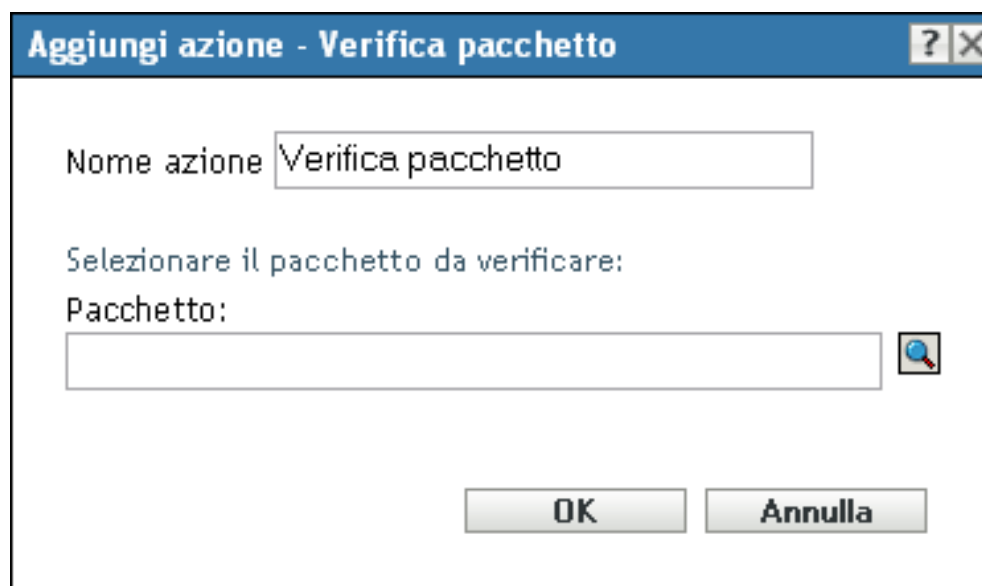 Aggiungi azione - Verifica pacchetto ?
Nome azione Verifica pacchetto
Selezionare il pacchetto da verificare:
Pacchetto:
OK Annulla